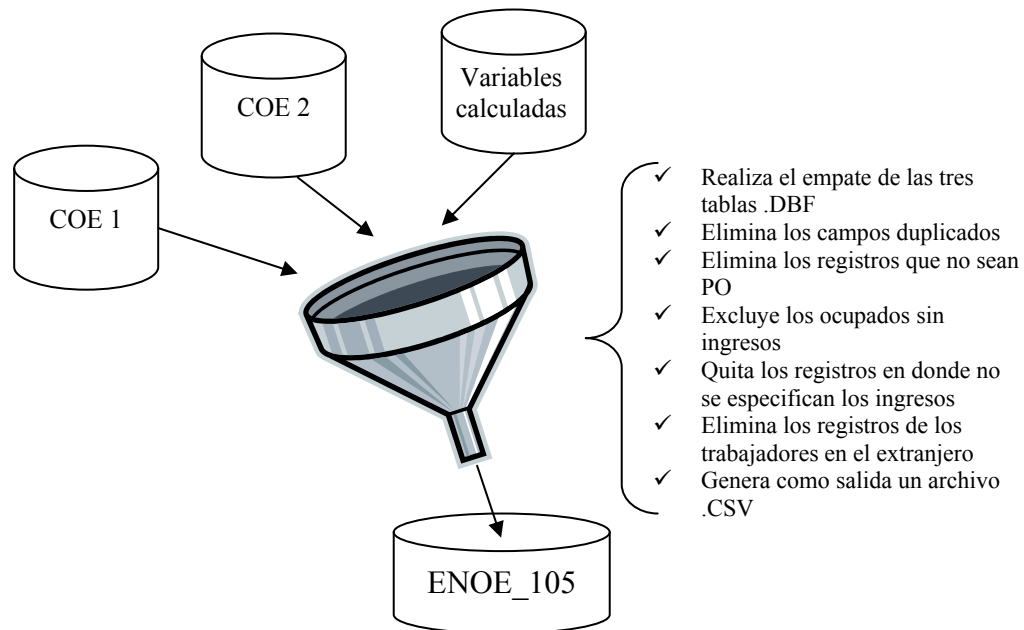 COE 1
COE 2
Variables
calculadas
✓ Realiza el empate de las tres
tablas .DBF
✓ Elimina los campos duplicados
✓ Elimina los registros que no sean
PO
✓ Excluye los ocupados sin
ingresos
✓ Quita los registros en donde no
se especifican los ingresos
✓ Elimina los registros de los
trabajadores en el extranjero
✓ Genera como salida un archivo
.CSV
ENOE_105